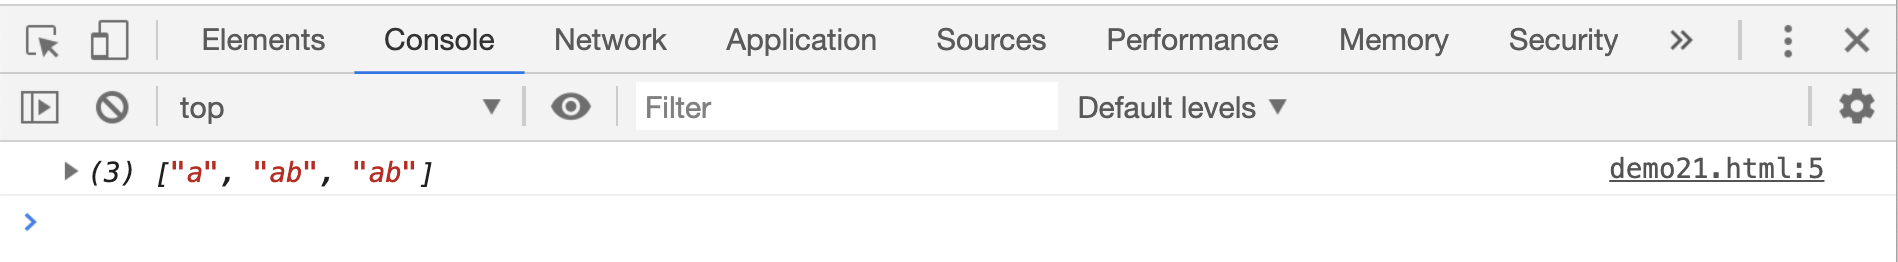 Elements Console Network Application Sources Performance Memory Security »
top Filter Default levels
(3) ["a", "ab", "ab"] demo21.html:5